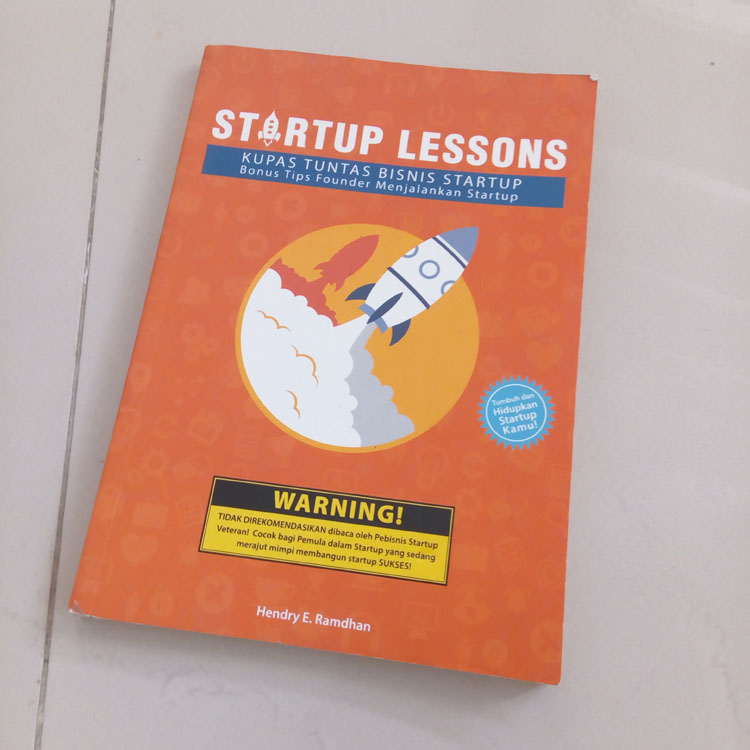 STARTUP LESSONS
KUPAS TUNTAS BISNIS STARTUP
Bonus Tips Founder Menjalankan Startup
Tumbuh dan
Hidupkan
Startup
Kamu!
WARNING!
TIDAK DIREKOMENDASIKAN dibaca oleh Pebisnis Startup
Veteran! Cocok bagi Pemula dalam Startup yang sedang
merajut mimpi membangun startup SUKSES!
Hendry E. Ramdhan